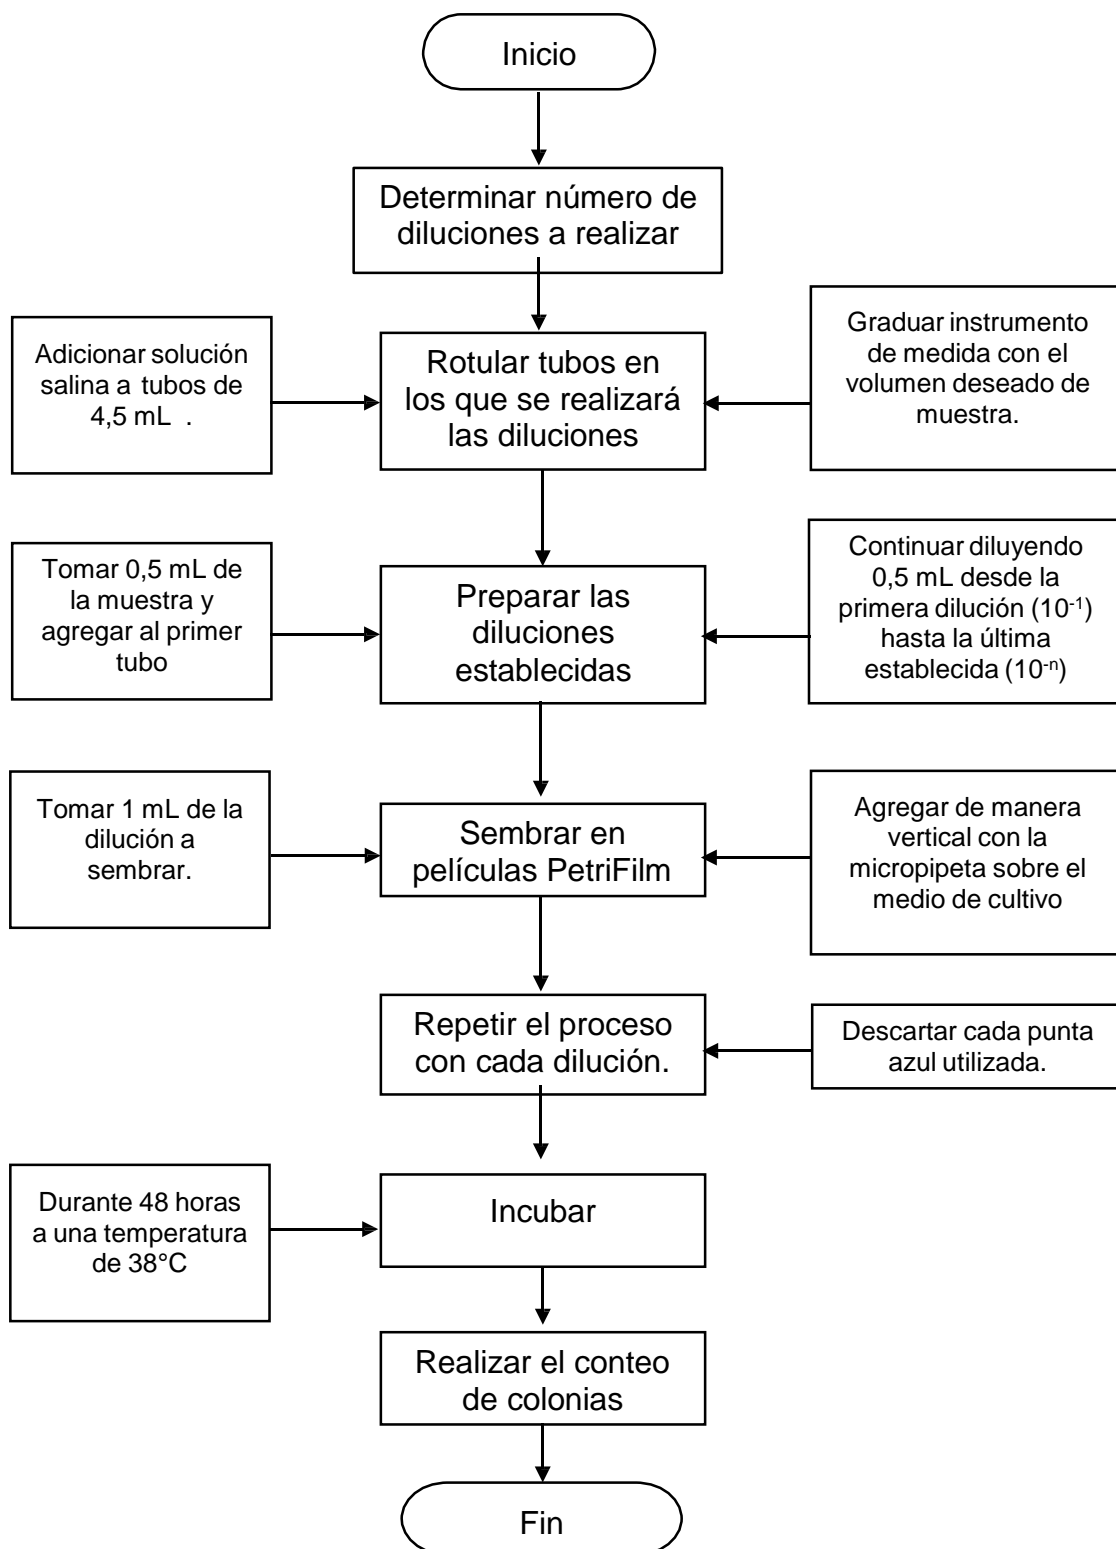 Inicio
Determinar número de
diluciones a realizar
Adicionar solución
salina a tubos de
4,5 mL .
Rotular tubos en
los que se realizará
las diluciones
Graduar instrumento
de medida con el
volumen deseado de
muestra.
Tomar 0,5 mL de
la muestra y
agregar al primer
tubo
Preparar las
diluciones
establecidas
Continuar diluyendo
0,5 mL desde la
primera dilución (10⁻¹)
hasta la última
establecida (10⁻ⁿ)
Tomar 1 mL de la
dilución a
sembrar.
Sembrar en
películas PetriFilm
Agregar de manera
vertical con la
micropipeta sobre el
medio de cultivo
Repetir el proceso
con cada dilución.
Descartar cada punta
azul utilizada.
Durante 48 horas
a una temperatura
de 38°C
Incubar
Realizar el conteo
de colonias
Fin